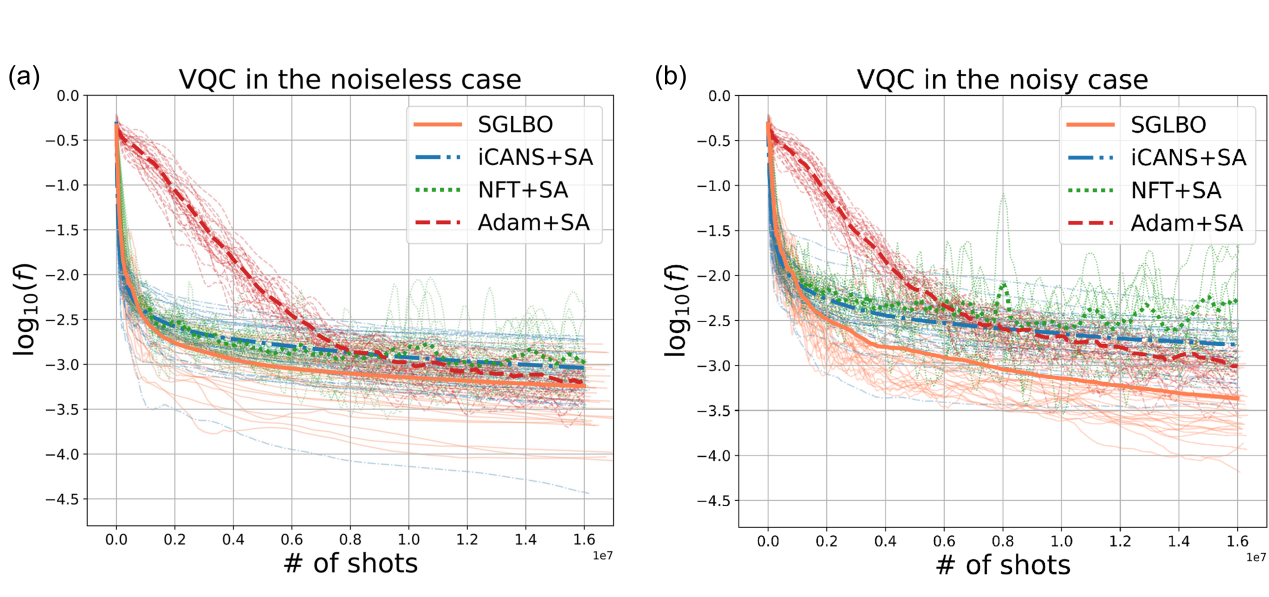 (a)
VQC in the noiseless case
0.0
−0.5
−1.0
−1.5
−2.0
−2.5
−3.0
−3.5
−4.0
−4.5
log10(f)
SGLBO
iCANS+SA
NFT+SA
Adam+SA
0.0 0.2 0.4 0.6 0.8 1.0 1.2 1.4 1.6
1e7
# of shots
(b)
VQC in the noisy case
0.0
−0.5
−1.0
−1.5
−2.0
−2.5
−3.0
−3.5
−4.0
−4.5
log10(f)
SGLBO
iCANS+SA
NFT+SA
Adam+SA
0.0 0.2 0.4 0.6 0.8 1.0 1.2 1.4 1.6
1e7
# of shots